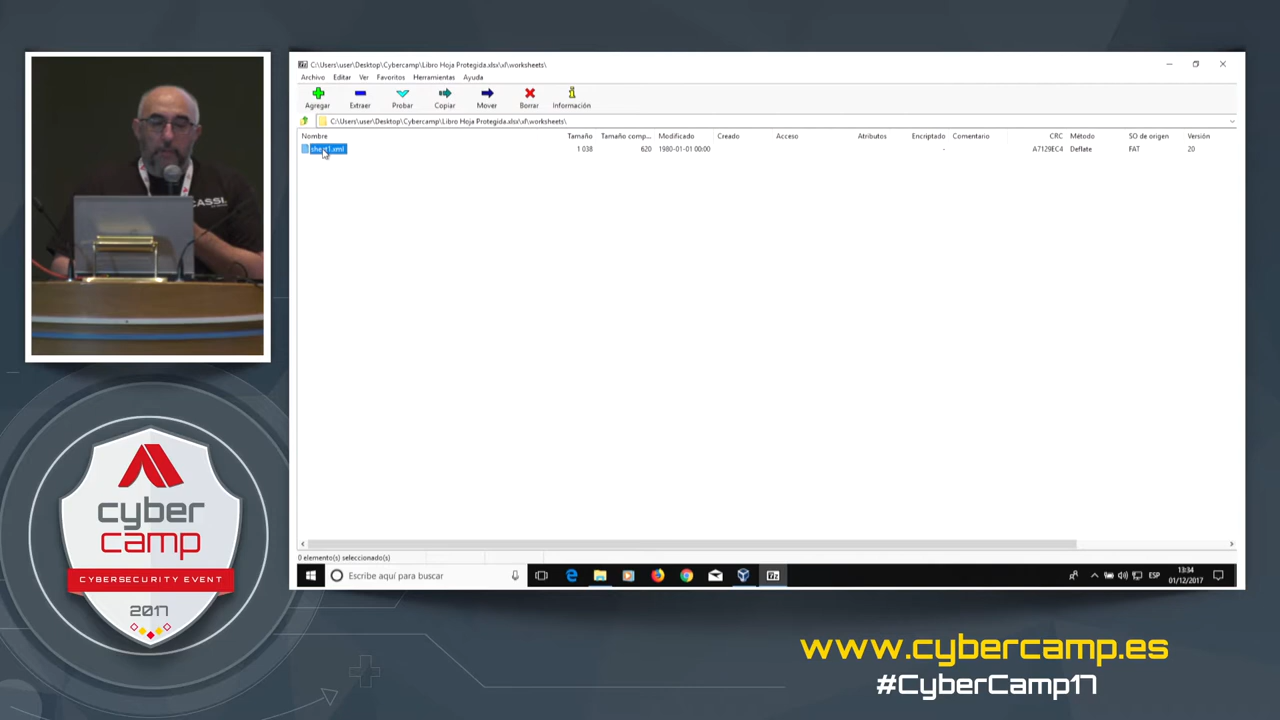 C:\Users\user\Desktop\Cybercamp\Libro Hoja Protegida.xlsx\xl\worksheets\
Archivo Editar Ver Favoritos Herramientas Ayuda
Agregar Extraer Probar Copiar Mover Borrar Información
C:\Users\user\Desktop\Cybercamp\Libro Hoja Protegida.xlsx\xl\worksheets\
Nombre Tamaño Tamaño comp... Modificado Creado Acceso Atributos Encriptado Comentario CRC Método SO de origen Versión
sheet1.xml 1 038 620 1980-01-01 00:00 - A7129EC4 Deflate FAT 20
0 elemento(s) seleccionado(s)
Escribe aquí para buscar
ESP
13:34
01/12/2017
CASSI.
cyber
camp
CYBERSECURITY EVENT
2017
www.cybercamp.es
#CyberCamp17